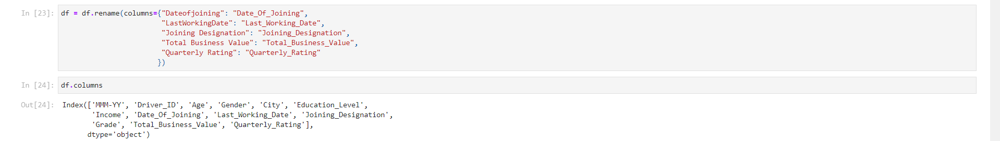 In [23]: df = df.rename(columns={"Dateofjoining": "Date_Of_Joining",
"LastWorkingDate": "Last_Working_Date",
"Joining Designation": "Joining_Designation",
"Total Business Value": "Total_Business_Value",
"Quarterly Rating": "Quarterly_Rating"
})
In [24]: df.columns
Out[24]: Index(['MMM-YY', 'Driver_ID', 'Age', 'Gender', 'City', 'Education_Level',
'Income', 'Date_Of_Joining', 'Last_Working_Date', 'Joining_Designation',
'Grade', 'Total_Business_Value', 'Quarterly_Rating'],
dtype='object')